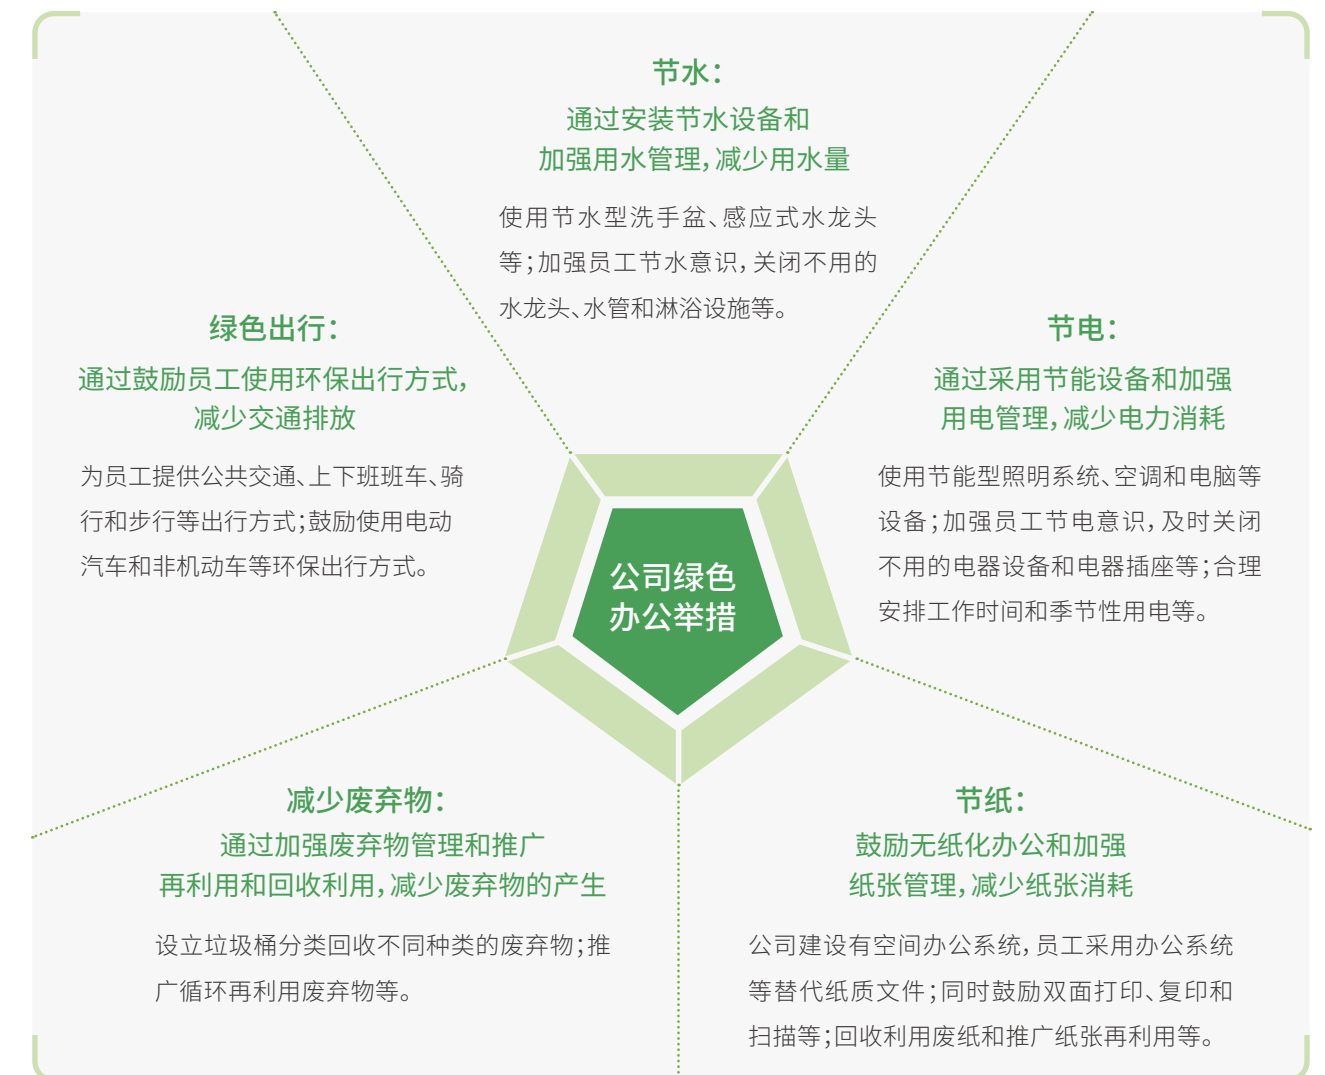 节水：
通过安装节水设备和
加强用水管理，减少用水量
使用节水型洗手盆、感应式水龙头
等；加强员工节水意识，关闭不用的
水龙头、水管和淋浴设施等。
绿色出行：
通过鼓励员工使用环保出行方式，
减少交通排放
为员工提供公共交通、上下班班车、骑
行和步行等出行方式；鼓励使用电动
汽车和非机动车等环保出行方式。
节电：
通过采用节能设备和加强
用电管理，减少电力消耗
使用节能型照明系统、空调和电脑等
设备；加强员工节电意识，及时关闭
不用的电器设备和电器插座等；合理
安排工作时间和季节性用电等。
公司绿色
办公举措
减少废弃物：
通过加强废弃物管理和推广
再利用和回收利用，减少废弃物的产生
设立垃圾桶分类回收不同种类的废弃物；推
广循环再利用废弃物等。
节纸：
鼓励无纸化办公和加强
纸张管理，减少纸张消耗
公司建设有空间办公系统，员工采用办公系统
等替代纸质文件；同时鼓励双面打印、复印和
扫描等；回收利用废纸和推广纸张再利用等。